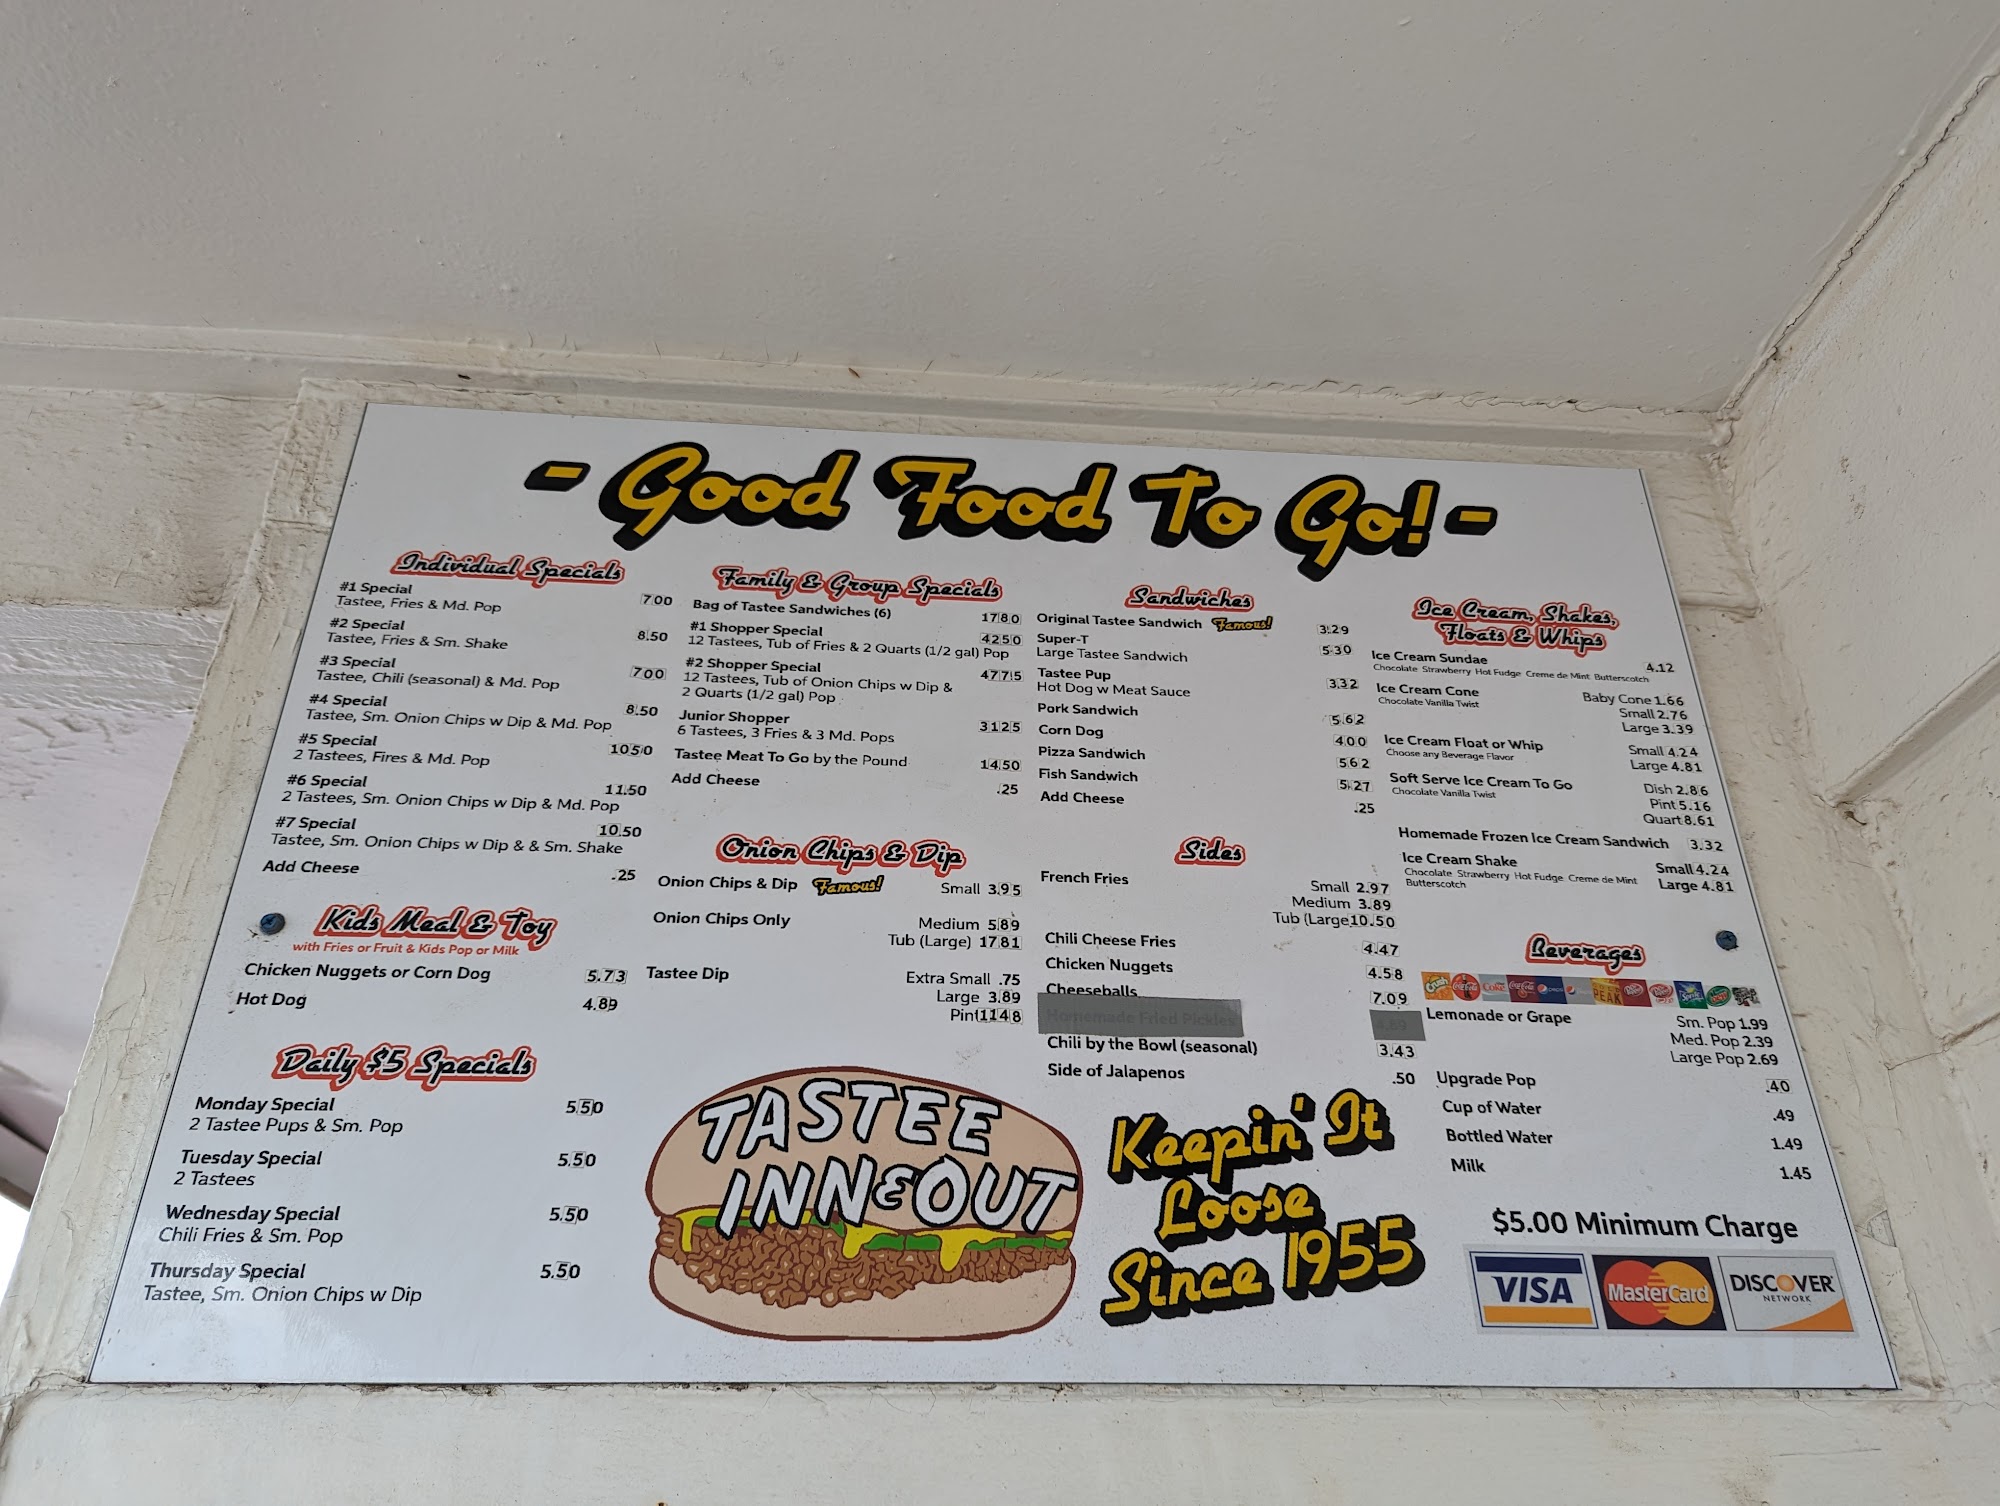 - Good Food To Go! -
Individual Specials
#1 Special 7.00
Tastee, Fries & Md. Pop
#2 Special 8.50
Tastee, Fries & Sm. Shake
#3 Special 7.00
Tastee, Chili (seasonal) & Md. Pop
#4 Special 8.50
Tastee, Sm. Onion Chips w Dip & Md. Pop
#5 Special 10.50
2 Tastees, Fires & Md. Pop
#6 Special 11.50
2 Tastees, Sm. Onion Chips w Dip & Md. Pop
#7 Special 10.50
Tastee, Sm. Onion Chips w Dip & & Sm. Shake
Add Cheese .25
Kids Meal & Toy
with Fries or Fruit & Kids Pop or Milk
Chicken Nuggets or Corn Dog 5.73
Hot Dog 4.89
Daily $5 Specials
Monday Special 5.50
2 Tastee Pups & Sm. Pop
Tuesday Special 5.50
2 Tastees
Wednesday Special 5.50
Chili Fries & Sm. Pop
Thursday Special 5.50
Tastee, Sm. Onion Chips w Dip
Family & Group Specials
Bag of Tastee Sandwiches (6) 17.80
#1 Shopper Special 42.50
12 Tastees, Tub of Fries & 2 Quarts (1/2 gal) Pop
#2 Shopper Special 47.75
12 Tastees, Tub of Onion Chips w Dip &
2 Quarts (1/2 gal) Pop
Junior Shopper 31.25
6 Tastees, 3 Fries & 3 Md. Pops
Tastee Meat To Go by the Pound 14.50
Add Cheese .25
Onion Chips & Dip
Onion Chips & Dip Famous! Small 3.95
Onion Chips Only Medium 5.89
Tub (Large) 17.81
Tastee Dip Extra Small .75
Large 3.89
Pint 11.48
TASTEE
INN & OUT
Sandwiches
Original Tastee Sandwich Famous! 3.29
Super-T 5.30
Large Tastee Sandwich
Tastee Pup 3.32
Hot Dog w Meat Sauce
Pork Sandwich 5.62
Corn Dog 4.00
Pizza Sandwich 5.62
Fish Sandwich 5.27
Add Cheese .25
Sides
French Fries Small 2.97
Medium 3.89
Tub (Large 10.50
Chili Cheese Fries 4.47
Chicken Nuggets 4.58
Cheeseballs 7.09
Homemade Fried Pickles 4.89
Chili by the Bowl (seasonal) 3.43
Side of Jalapenos .50
Keepin' It
Loose
Since 1955
Ice Cream, Shakes,
Floats & Whips
Ice Cream Sundae 4.12
Chocolate Strawberry Hot Fudge Creme de Mint Butterscotch
Ice Cream Cone Baby Cone 1.66
Chocolate Vanilla Twist Small 2.76
Large 3.39
Ice Cream Float or Whip Small 4.24
Choose any Beverage Flavor Large 4.81
Soft Serve Ice Cream To Go Dish 2.86
Chocolate Vanilla Twist Pint 5.16
Quart 8.61
Homemade Frozen Ice Cream Sandwich 3.32
Ice Cream Shake Small 4.24
Chocolate Strawberry Hot Fudge Creme de Mint Large 4.81
Butterscotch
Beverages
Crush Coca-Cola Coke Coca-Cola pepsi PEAK Sprite
Lemonade or Grape Sm. Pop 1.99
Med. Pop 2.39
Large Pop 2.69
Upgrade Pop .40
Cup of Water .49
Bottled Water 1.49
Milk 1.45
$5.00 Minimum Charge
VISA MasterCard DISCOVER
NETWORK